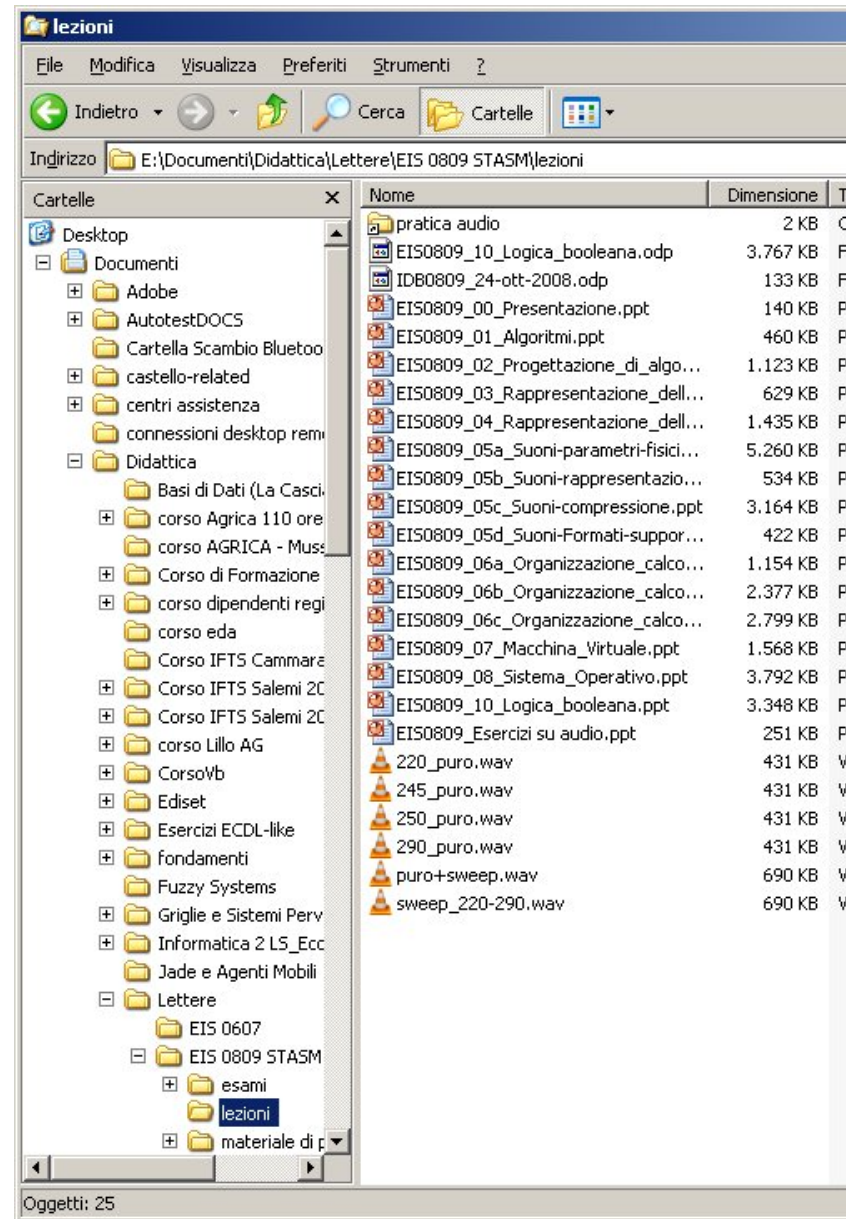 lezioni
File Modifica Visualizza Preferiti Strumenti ?
Indietro Cerca Cartelle
Indirizzo E:\Documenti\Didattica\Lettere\EIS 0809 STASM\lezioni
Cartelle x
Desktop
Documenti
Adobe
AutotestDOCS
Cartella Scambio Bluetoo
castello-related
centri assistenza
connessioni desktop rem
Didattica
Basi di Dati (La Casci
corso Agrica 110 ore
corso AGRICA - Muss
Corso di Formazione
corso dipendenti regi
corso eda
Corso IFTS Cammara
Corso IFTS Salemi 20
Corso IFTS Salemi 20
corso Lillo AG
CorsoVb
Ediset
Esercizi ECDL-like
fondamenti
Fuzzy Systems
Griglie e Sistemi Perv
Informatica 2 LS_Ecc
Jade e Agenti Mobili
Lettere
EIS 0607
EIS 0809 STASM
esami
lezioni
materiale di p
Nome Dimensione T
pratica audio 2 KB C
EIS0809_10_Logica_booleana.odp 3.767 KB F
IDB0809_24-ott-2008.odp 133 KB F
EIS0809_00_Presentazione.ppt 140 KB P
EIS0809_01_Algoritmi.ppt 460 KB P
EIS0809_02_Progettazione_di_algo... 1.123 KB P
EIS0809_03_Rappresentazione_dell... 629 KB P
EIS0809_04_Rappresentazione_dell... 1.435 KB P
EIS0809_05a_Suoni-parametri-fisici... 5.260 KB P
EIS0809_05b_Suoni-rappresentazio... 534 KB P
EIS0809_05c_Suoni-compressione.ppt 3.164 KB P
EIS0809_05d_Suoni-Formati-suppor... 422 KB P
EIS0809_06a_Organizzazione_calco... 1.154 KB P
EIS0809_06b_Organizzazione_calco... 2.377 KB P
EIS0809_06c_Organizzazione_calco... 2.799 KB P
EIS0809_07_Macchina_Virtuale.ppt 1.568 KB P
EIS0809_08_Sistema_Operativo.ppt 3.792 KB P
EIS0809_10_Logica_booleana.ppt 3.348 KB P
EIS0809_Esercizi su audio.ppt 251 KB P
220_puro.wav 431 KB V
245_puro.wav 431 KB V
250_puro.wav 431 KB V
290_puro.wav 431 KB V
puro+sweep.wav 690 KB V
sweep_220-290.wav 690 KB V
Oggetti: 25